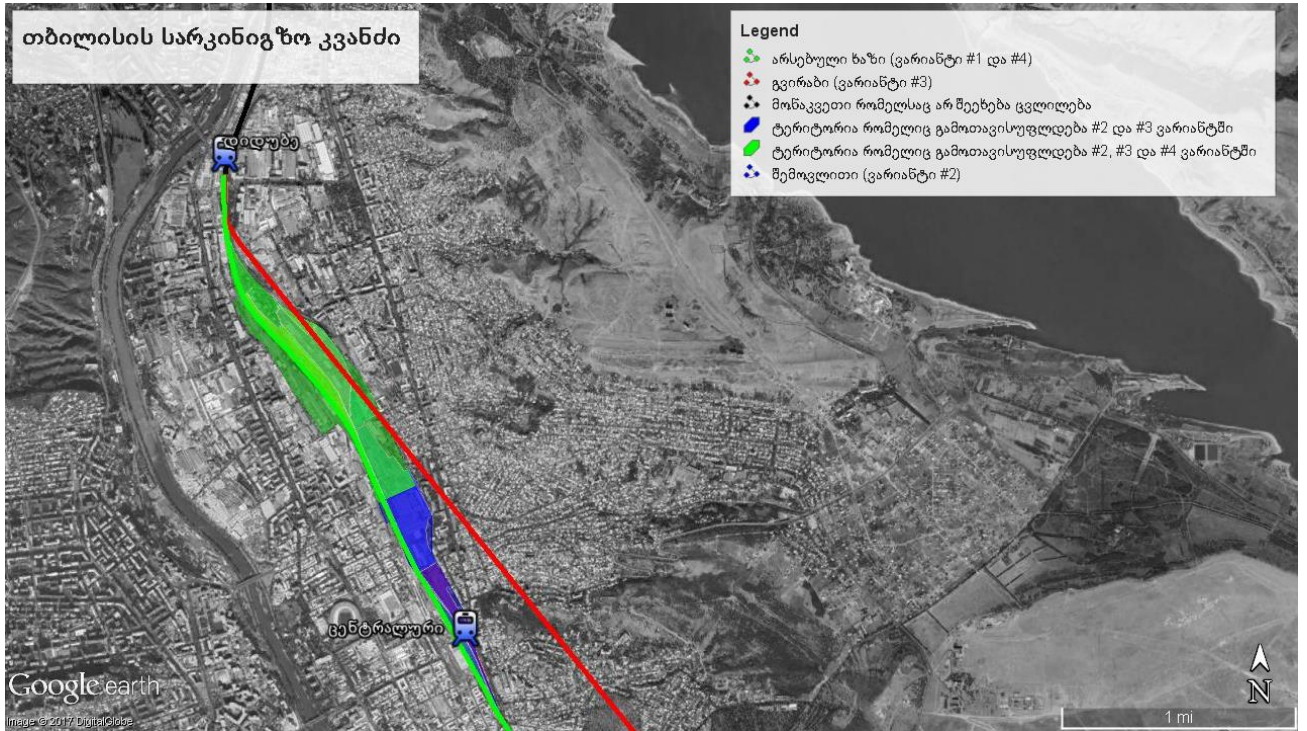 თბილისის სარკინიგზო კვანძი
Legend
არსებული ხაზი (ვარიანტი #1 და #4)
გვირაბი (ვარიანტი #3)
მონაკვეთი რომელსაც არ შეეხება ცვლილება
ტერიტორია რომელიც გამოთავისუფლდება #2 და #3 ვარიანტში
ტერიტორია რომელიც გამოთავისუფლდება #2, #3 და #4 ვარიანტში
შემოვლითი (ვარიანტი #2)
დიდუბე
ცენტრალური
Google earth
Image © 2017 DigitalGlobe
N
1 mi